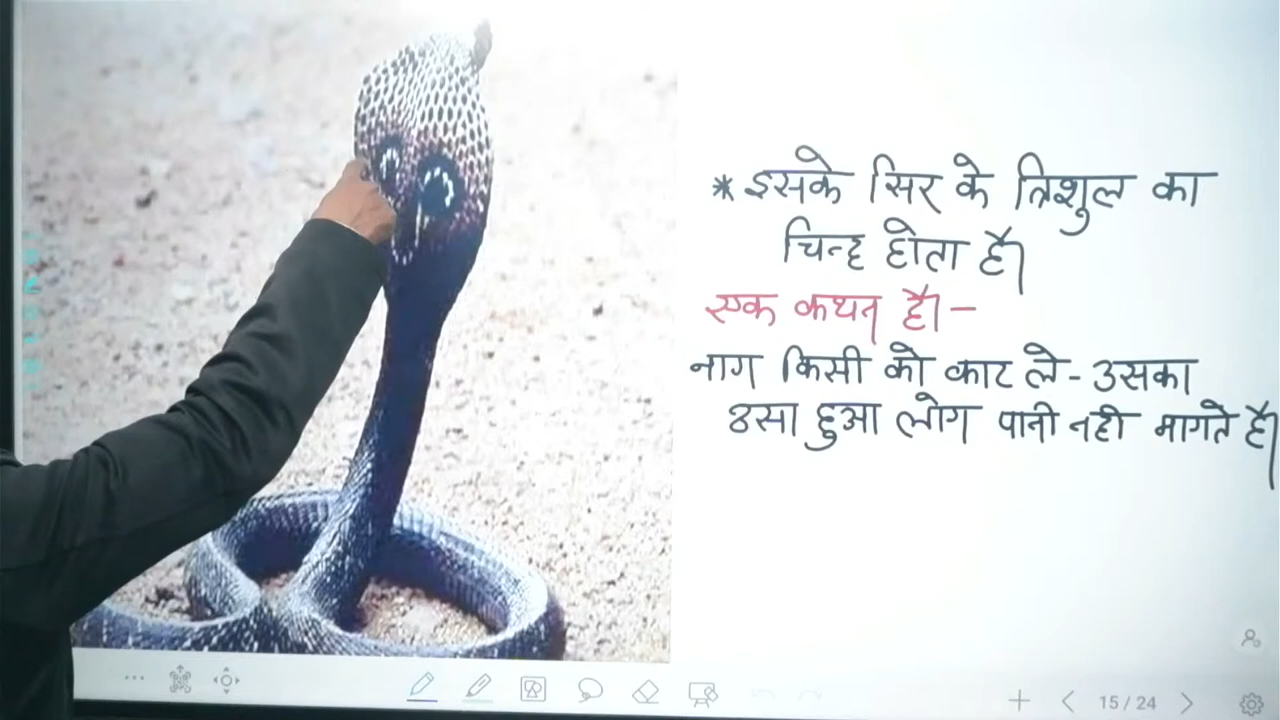 * इसके सिर के त्रिशुल का
चिन्ह होता है।
एक कथन है। -
नाग किसी को काट ले - उसका
डसा हुआ लोग पानी नही मागते है।
15 / 24